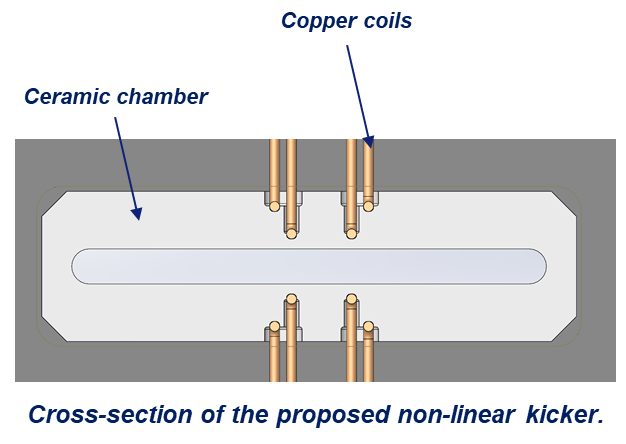 Copper coils
Ceramic chamber
Cross-section of the proposed non-linear kicker.